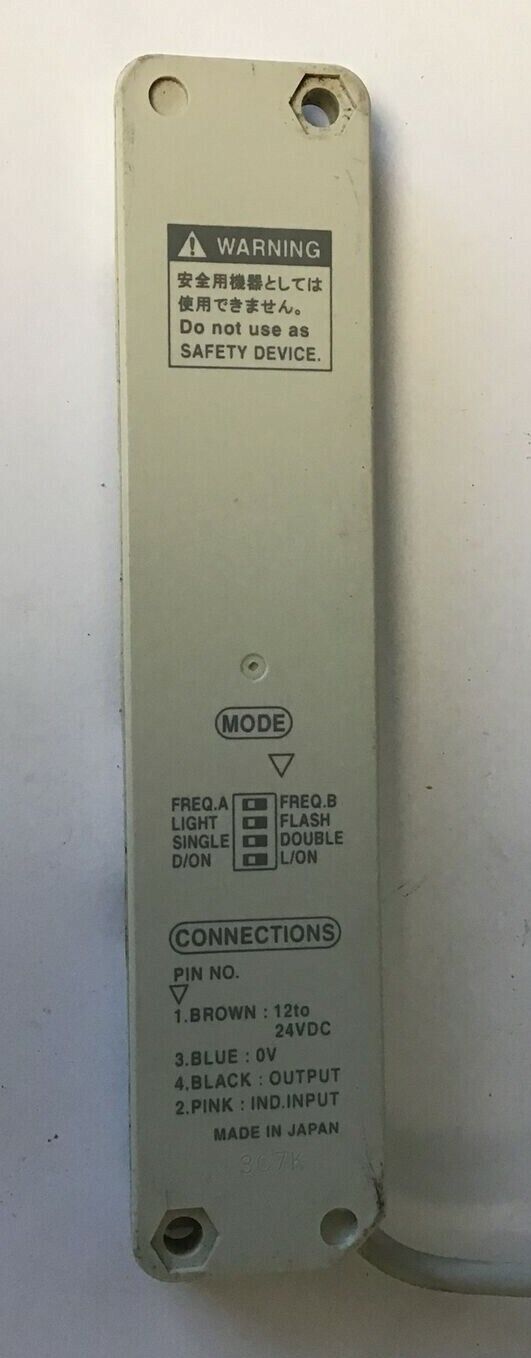 WARNING
安全用機器としては
使用できません。
Do not use as
SAFETY DEVICE.
MODE
FREQ.A FREQ.B
LIGHT FLASH
SINGLE DOUBLE
D/ON L/ON
CONNECTIONS
PIN NO.
1.BROWN : 12to
24VDC
3.BLUE : 0V
4.BLACK : OUTPUT
2.PINK : IND.INPUT
MADE IN JAPAN